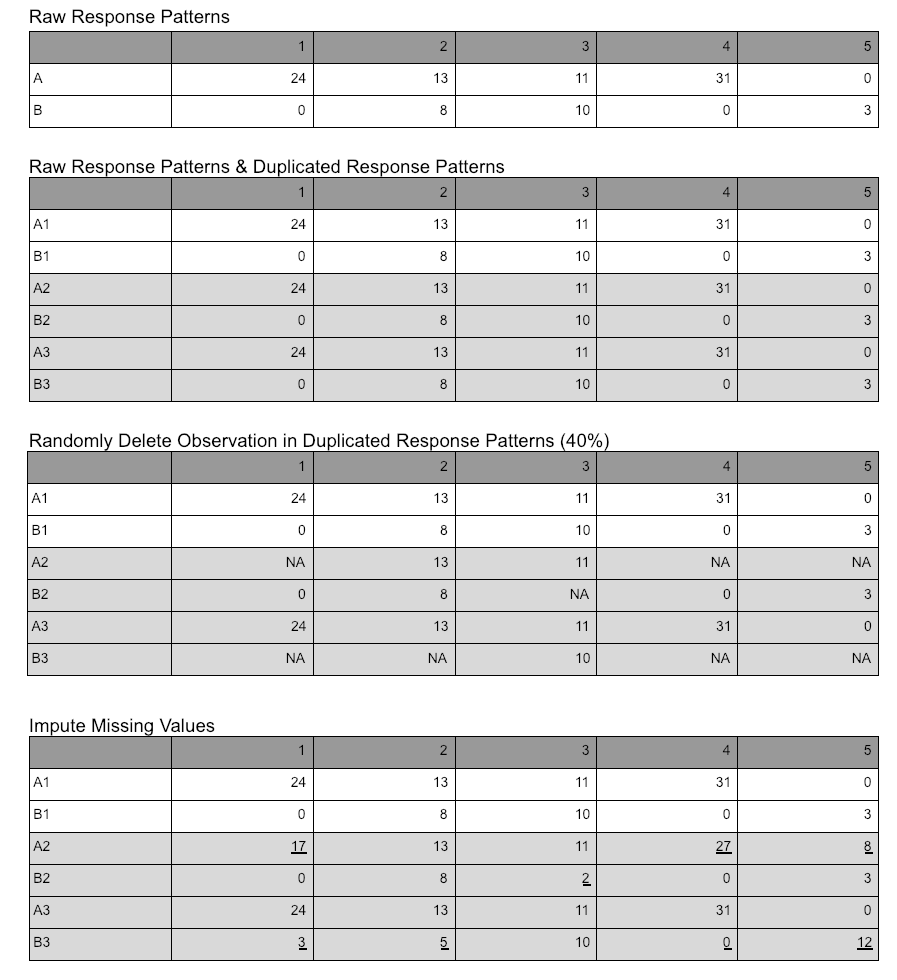 Raw Response Patterns
1 2 3 4 5
A 24 13 11 31 0
B 0 8 10 0 3
Raw Response Patterns & Duplicated Response Patterns
1 2 3 4 5
A1 24 13 11 31 0
B1 0 8 10 0 3
A2 24 13 11 31 0
B2 0 8 10 0 3
A3 24 13 11 31 0
B3 0 8 10 0 3
Randomly Delete Observation in Duplicated Response Patterns (40%)
1 2 3 4 5
A1 24 13 11 31 0
B1 0 8 10 0 3
A2 NA 13 11 NA NA
B2 0 8 NA 0 3
A3 24 13 11 31 0
B3 NA NA 10 NA NA
Impute Missing Values
1 2 3 4 5
A1 24 13 11 31 0
B1 0 8 10 0 3
A2 17 13 11 27 8
B2 0 8 2 0 3
A3 24 13 11 31 0
B3 3 5 10 0 12